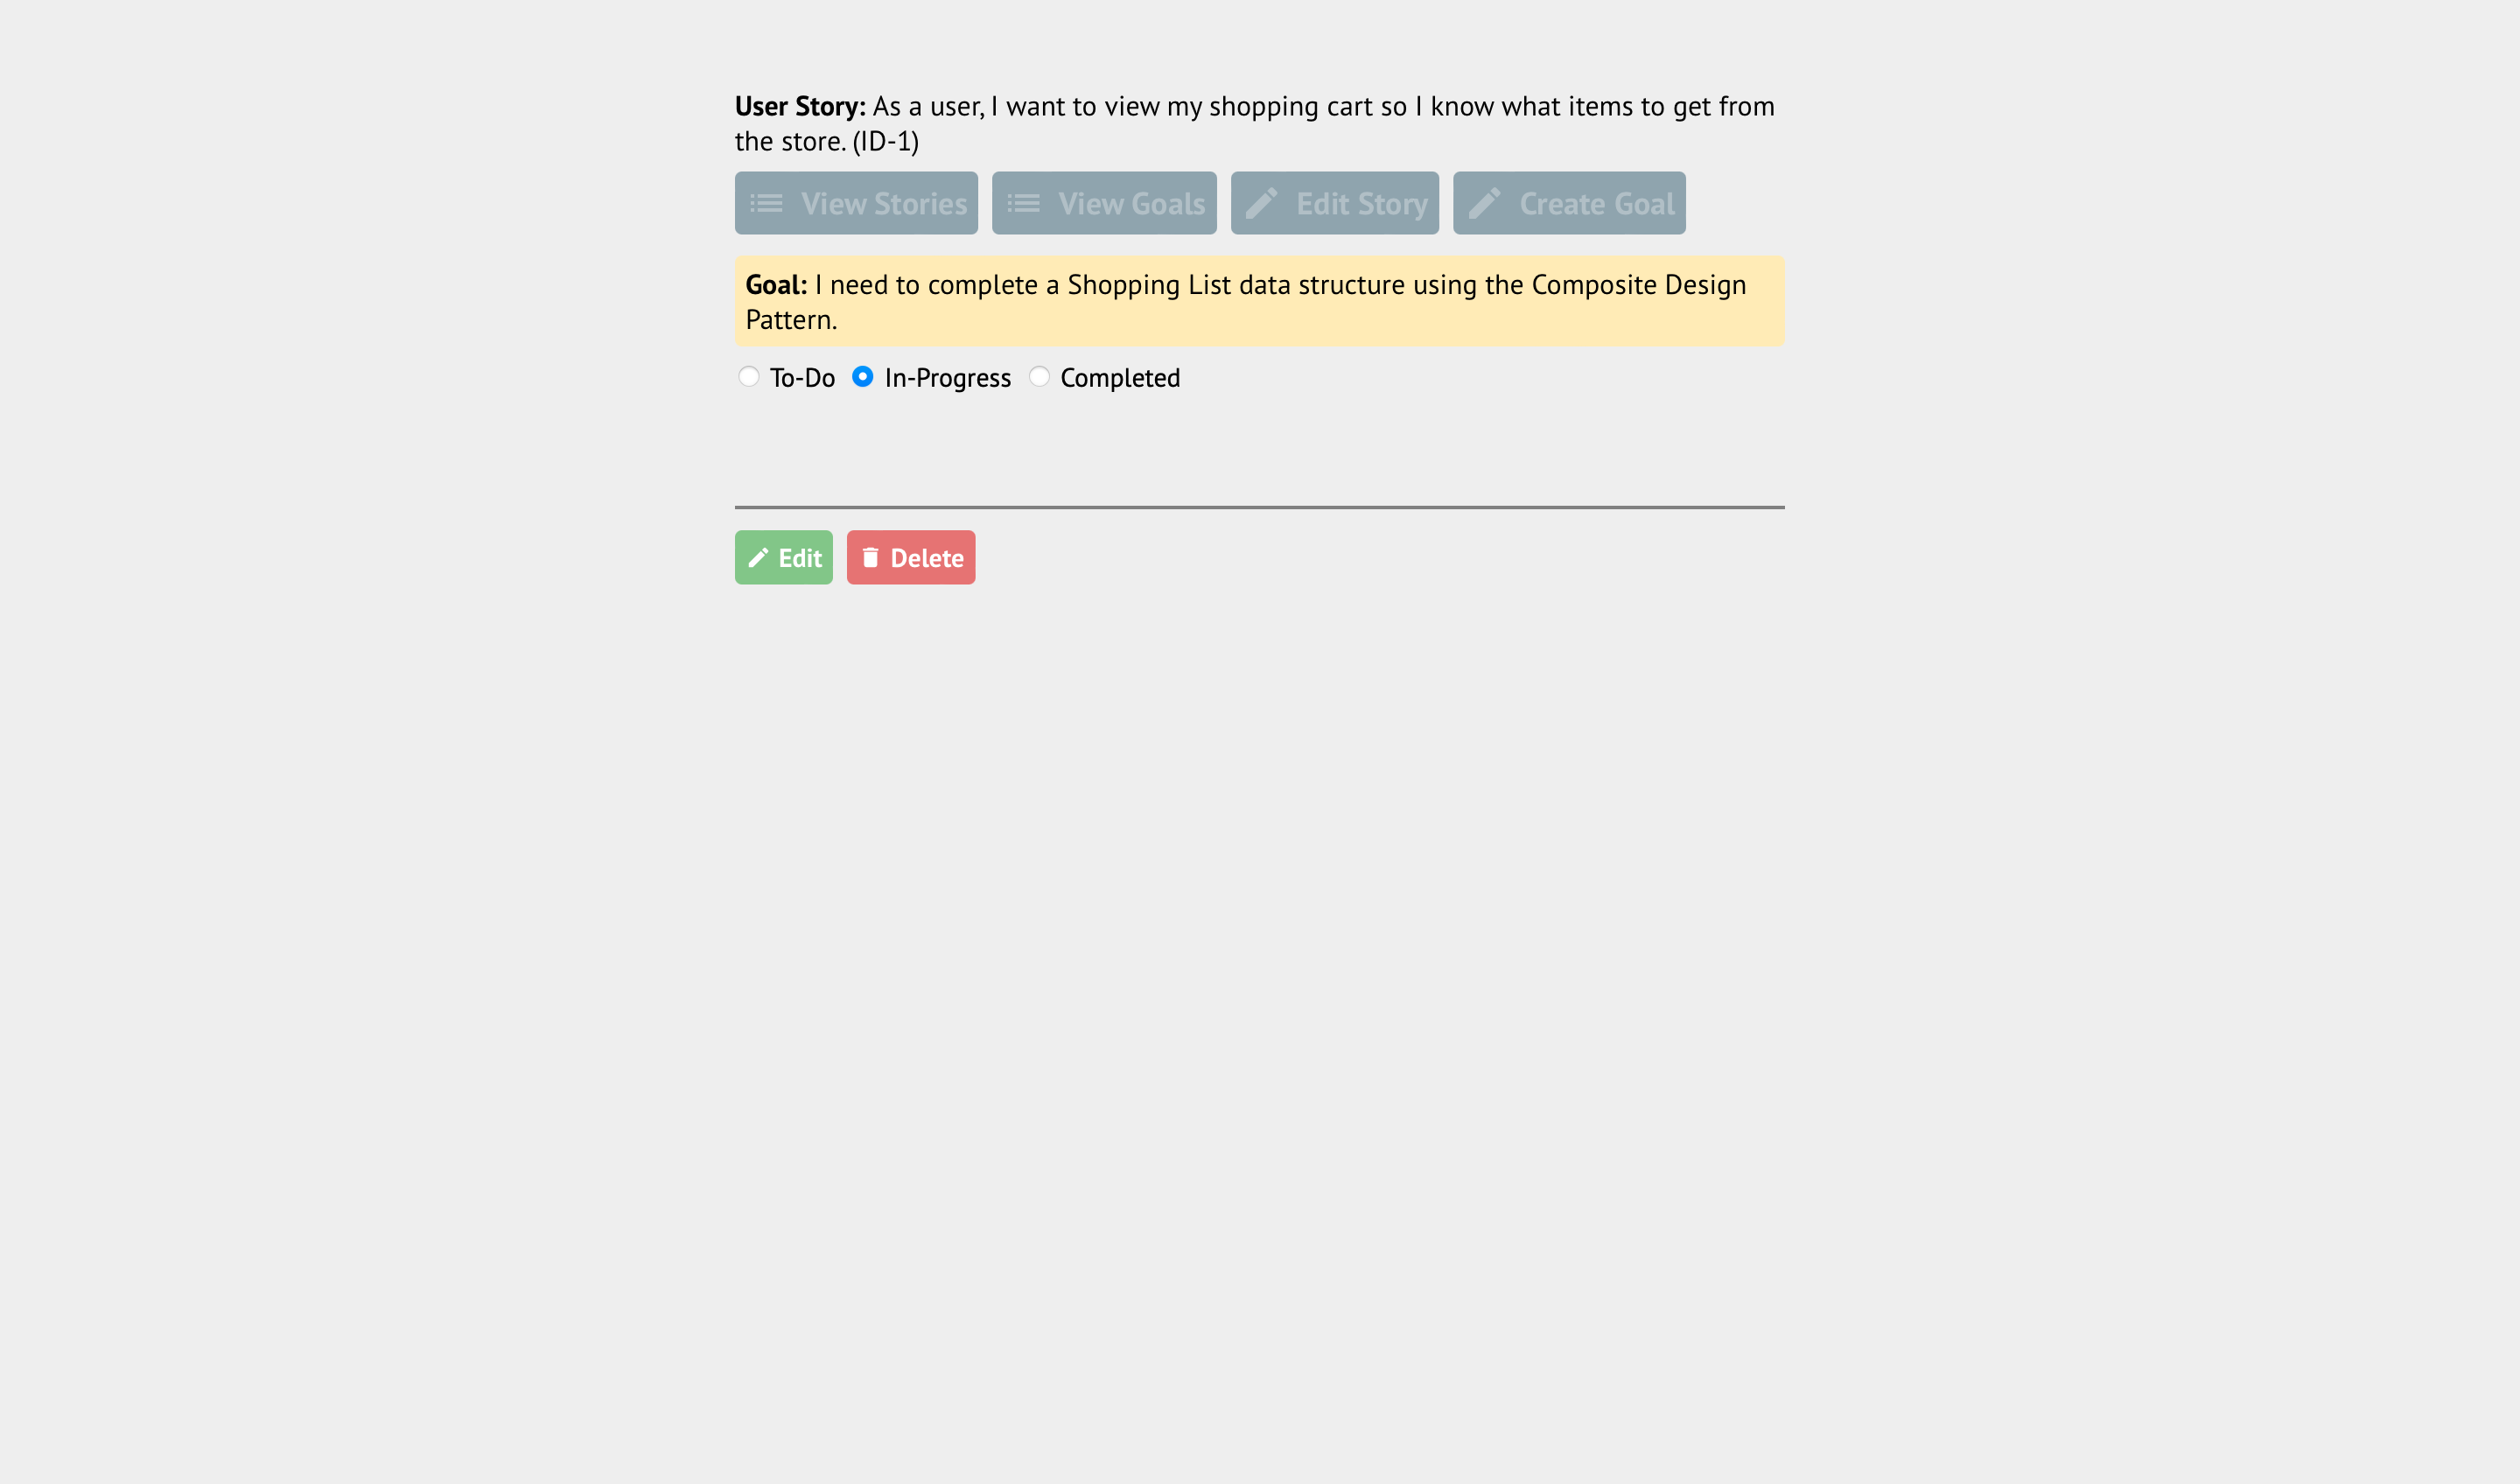 User Story: As a user, I want to view my shopping cart so I know what items to get from
the store. (ID-1)
View Stories View Goals Edit Story Create Goal
Goal: I need to complete a Shopping List data structure using the Composite Design
Pattern.
To-Do In-Progress Completed
Edit Delete